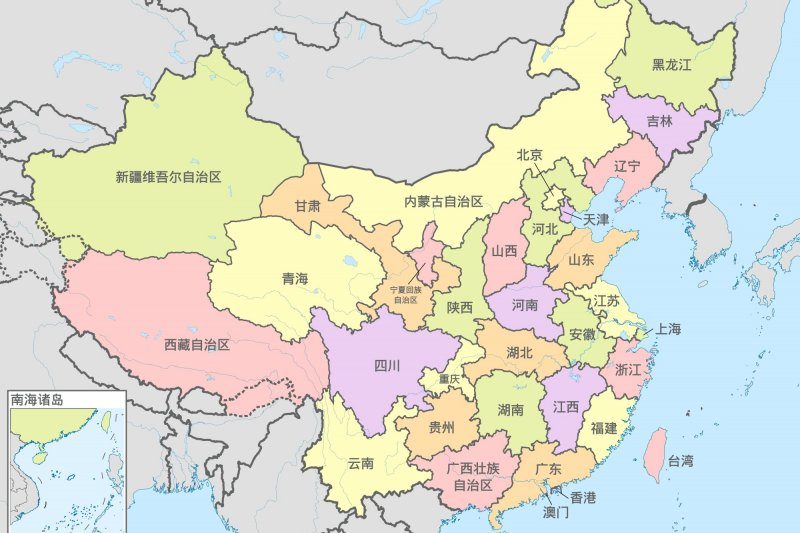 黑龙江
吉林
辽宁
北京
新疆维吾尔自治区
内蒙古自治区
甘肃
天津
河北
山西
山东
青海
宁夏回族
自治区
陕西
河南
江苏
西藏自治区
安徽
上海
四川
湖北
浙江
重庆
南海诸岛
湖南
江西
贵州
福建
云南
广西壮族
自治区
广东
台湾
香港
澳门